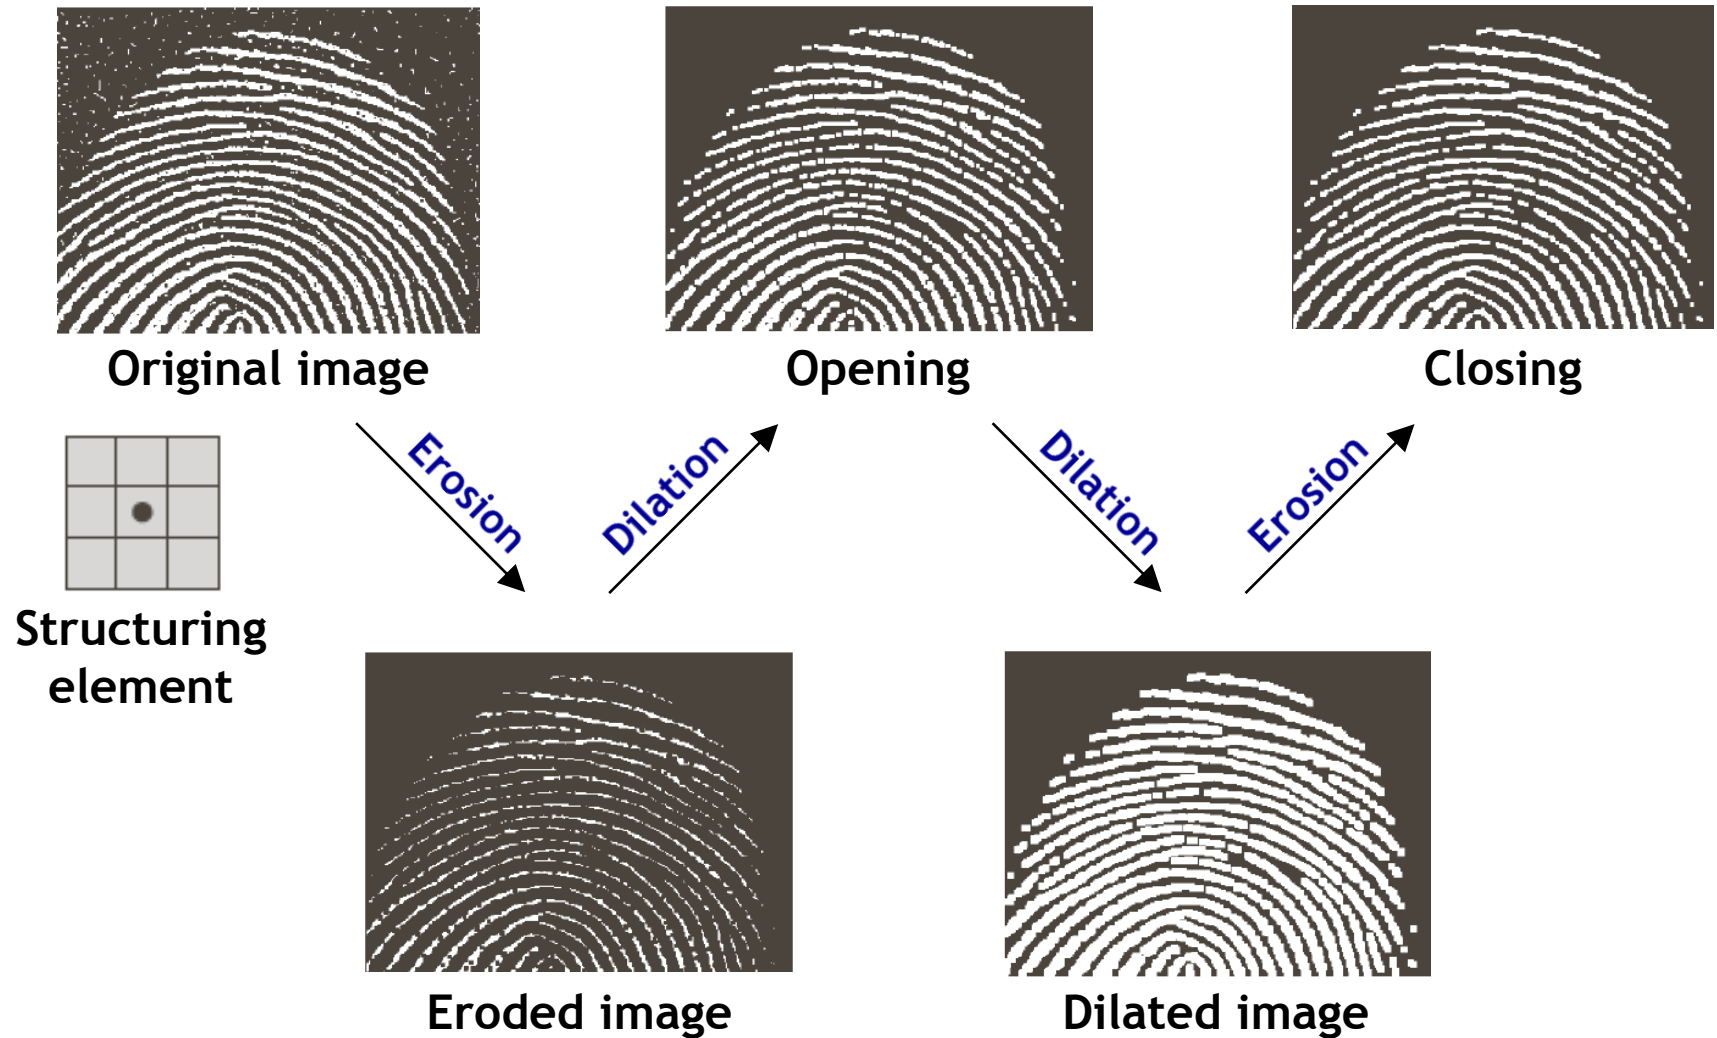 Original image
Opening
Closing
Erosion
Dilation
Dilation
Erosion
Structuring
element
Eroded image
Dilated image